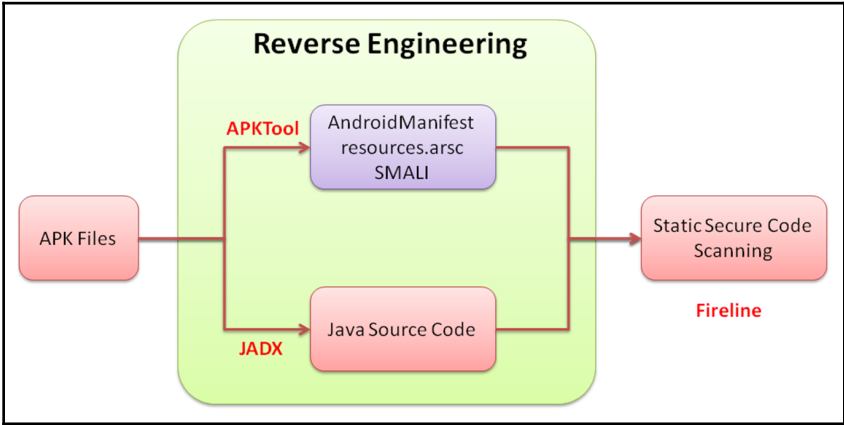 Reverse Engineering
APKTool
AndroidManifest
resources.arsc
SMALI
APK Files
Static Secure Code
Scanning
Fireline
Java Source Code
JADX